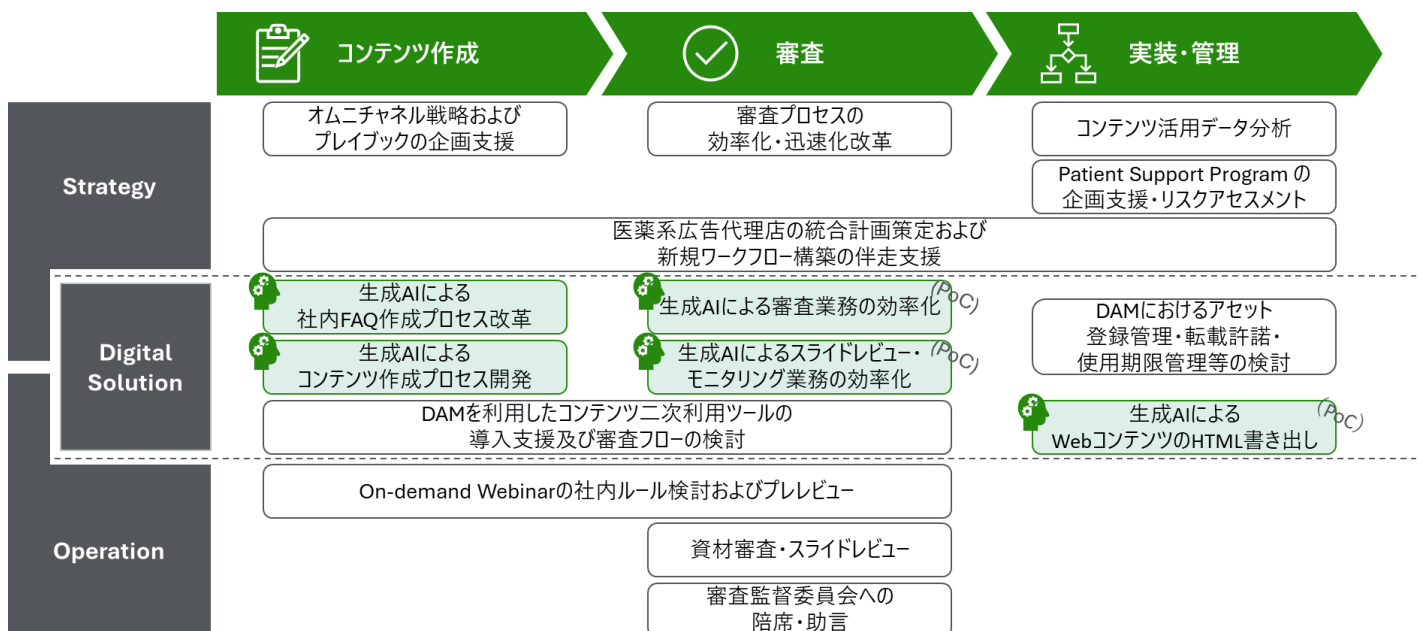 コンテンツ作成
審査
実装・管理
Strategy
オムニチャネル戦略および
プレイブックの企画支援
審査プロセスの
効率化・迅速化改革
コンテンツ活用データ分析
Patient Support Program の
企画支援・リスクアセスメント
医薬系広告代理店の統合計画策定および
新規ワークフロー構築の伴走支援
Digital
Solution
生成AIによる
社内FAQ作成プロセス改革
生成AIによる審査業務の効率化
(PoC)
DAMにおけるアセット
登録管理・転載許諾・
使用期限管理等の検討
生成AIによる
コンテンツ作成プロセス開発
生成AIによるスライドレビュー・
モニタリング業務の効率化
(PoC)
DAMを利用したコンテンツ二次利用ツールの
導入支援及び審査フローの検討
生成AIによる
WebコンテンツのHTML書き出し
(PoC)
Operation
On-demand Webinarの社内ルール検討およびプレレビュー
資材審査・スライドレビュー
審査監督委員会への
陪席・助言